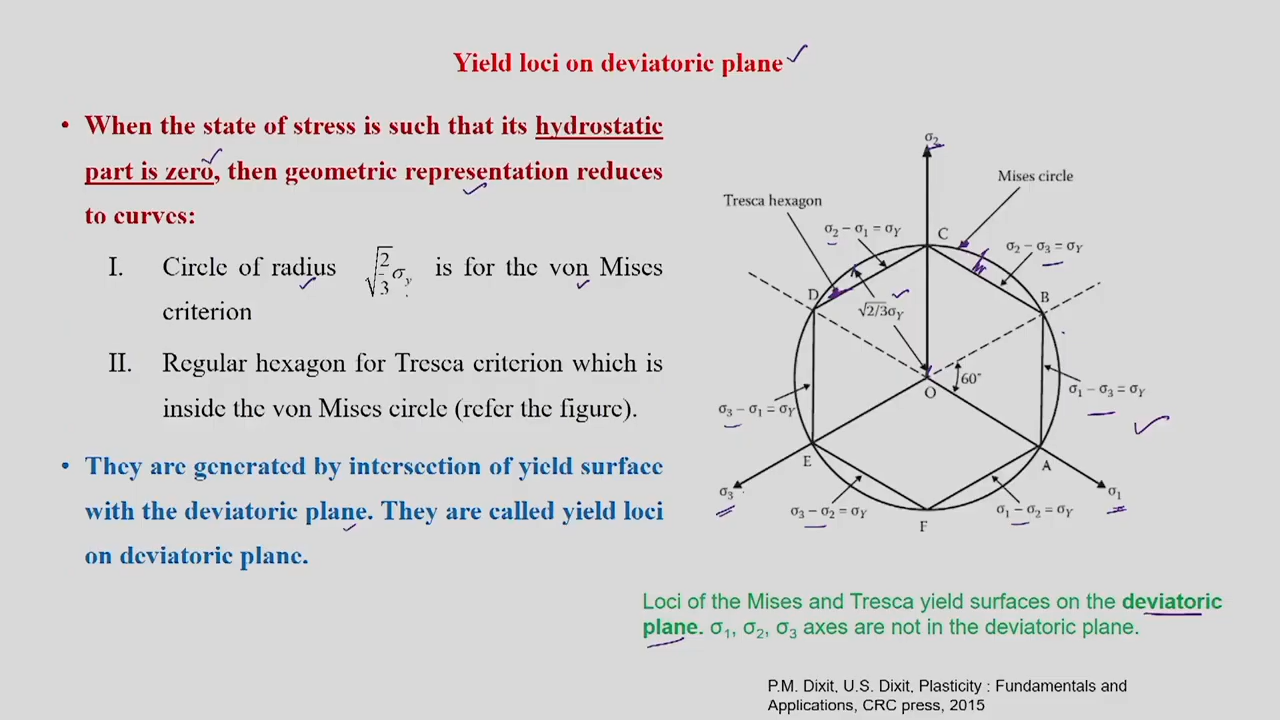 Yield loci on deviatoric plane
• When the state of stress is such that its hydrostatic
part is zero, then geometric representation reduces
to curves:
I. Circle of radius √(2/3) σy is for the von Mises
criterion
II. Regular hexagon for Tresca criterion which is
inside the von Mises circle (refer the figure).
• They are generated by intersection of yield surface
with the deviatoric plane. They are called yield loci
on deviatoric plane.
σ2
Mises circle
Tresca hexagon
σ2 − σ1 = σY
C
σ2 − σ3 = σY
D
B
√2/3σY
60°
O
σ1 − σ3 = σY
σ3 − σ1 = σY
E
A
σ3
σ1
σ3 − σ2 = σY
σ1 − σ2 = σY
F
Loci of the Mises and Tresca yield surfaces on the deviatoric
plane. σ1, σ2, σ3 axes are not in the deviatoric plane.
P.M. Dixit, U.S. Dixit, Plasticity : Fundamentals and
Applications, CRC press, 2015